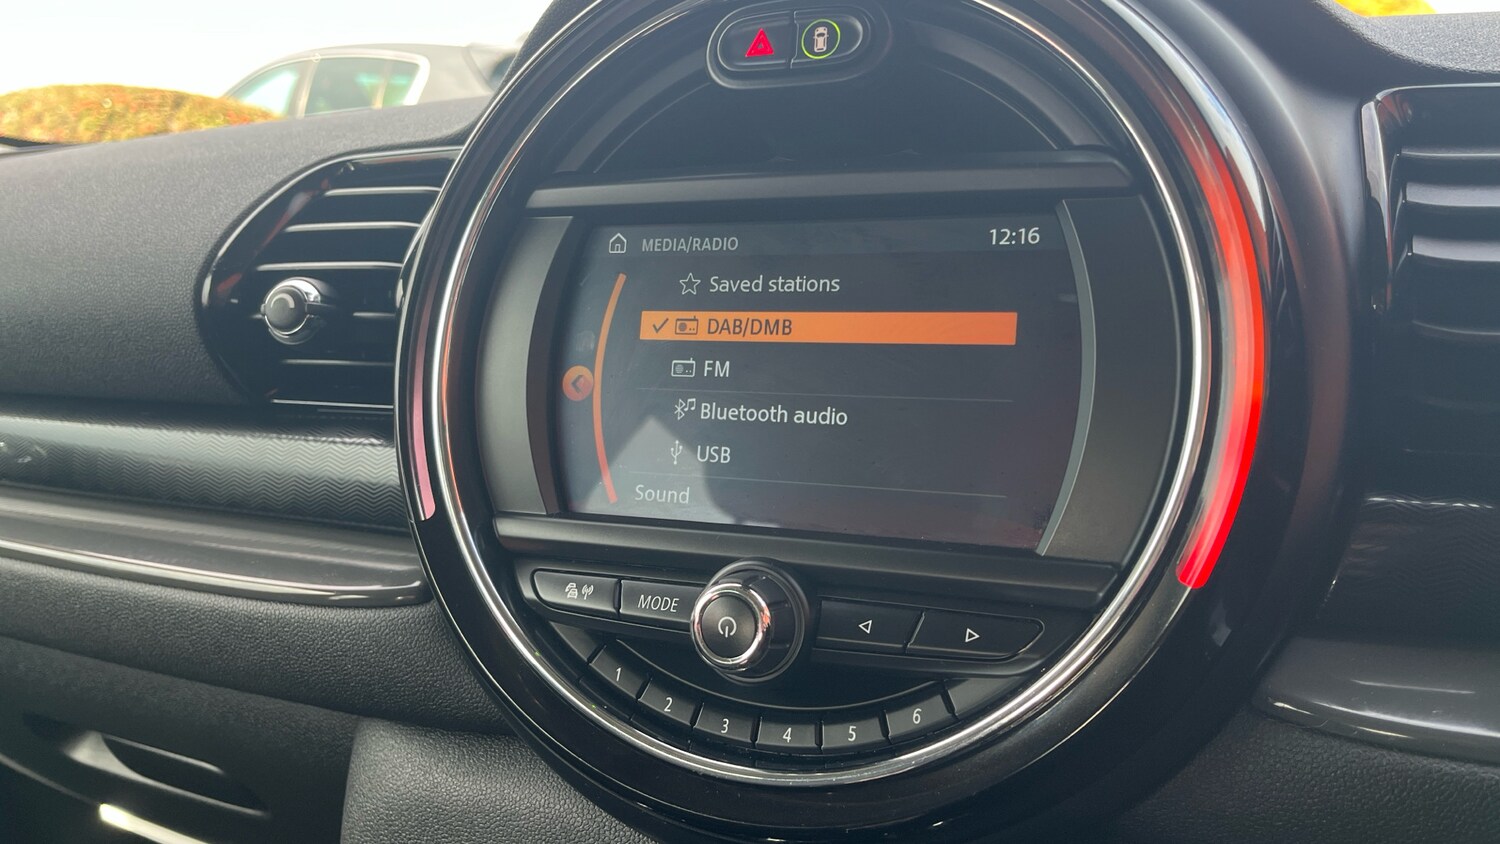 MEDIA/RADIO 12:16
Saved stations
DAB/DMB
FM
Bluetooth audio
USB
Sound
MODE
1 2 3 4 5 6